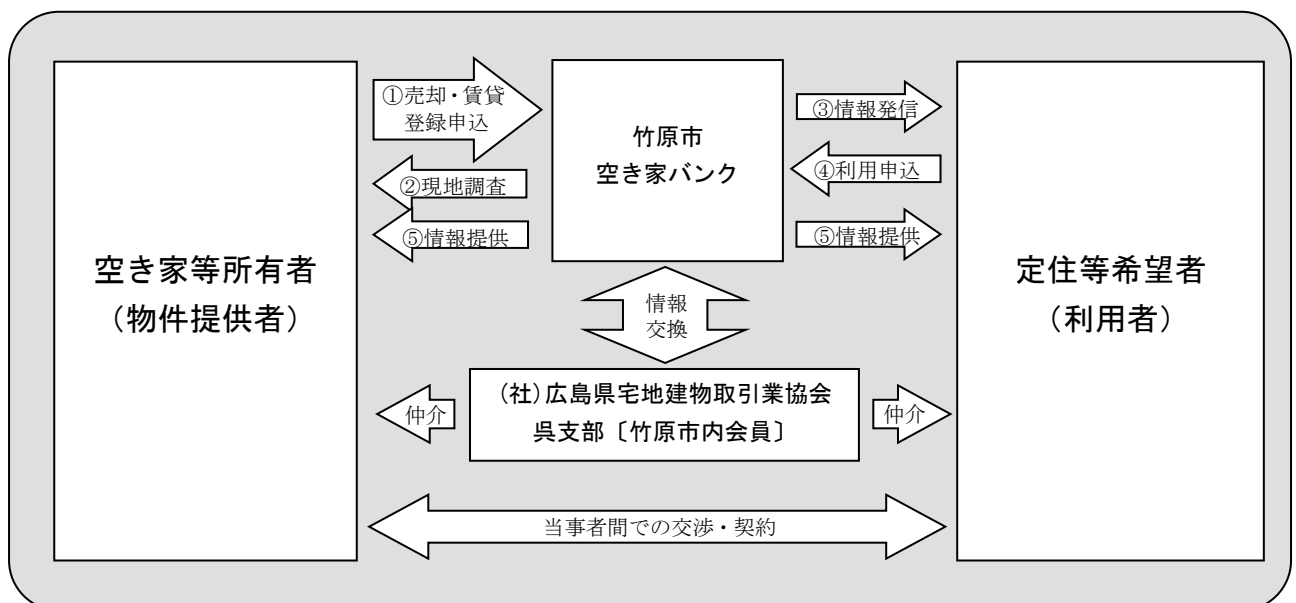 ①売却・賃貸
登録申込
②現地調査
⑤情報提供
空き家等所有者
（物件提供者）
竹原市
空き家バンク
③情報発信
④利用申込
⑤情報提供
定住等希望者
（利用者）
情報
交換
(社)広島県宅地建物取引業協会
呉支部〔竹原市内会員〕
仲介
仲介
当事者間での交渉・契約